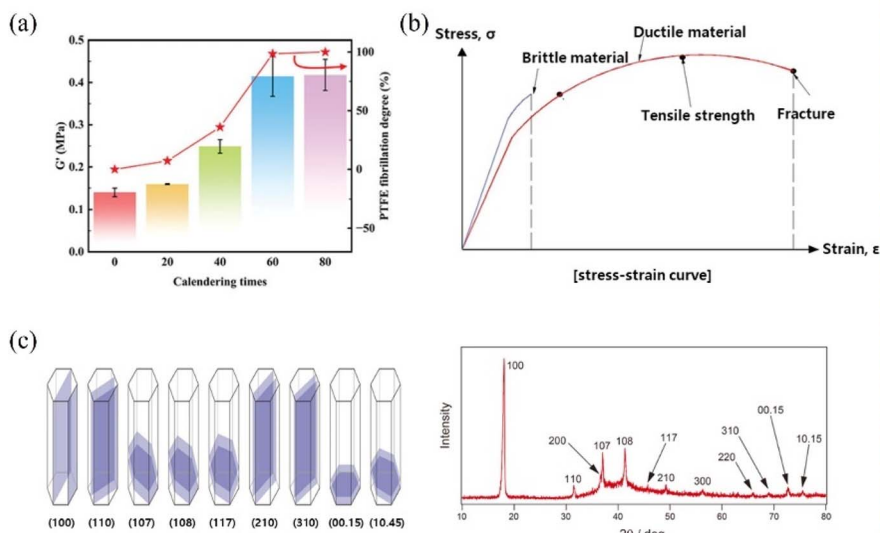 (a)
0.5
0.4
0.3
0.2
0.1
0.0
G' (MPa)
100
50
0
−50
PTFE fibrillation degree (%)
0 20 40 60 80
Calendering times
(b)
Stress, σ
Ductile material
Brittle material
Tensile strength
Fracture
Strain, ε
[stress-strain curve]
(c)
(100) (110) (107) (108) (117) (210) (310) (00.15) (10.45)
Intensity
100
110
200
107
108
117
210
300
220
310
00.15
10.15
10 20 30 40 50 60 70 80